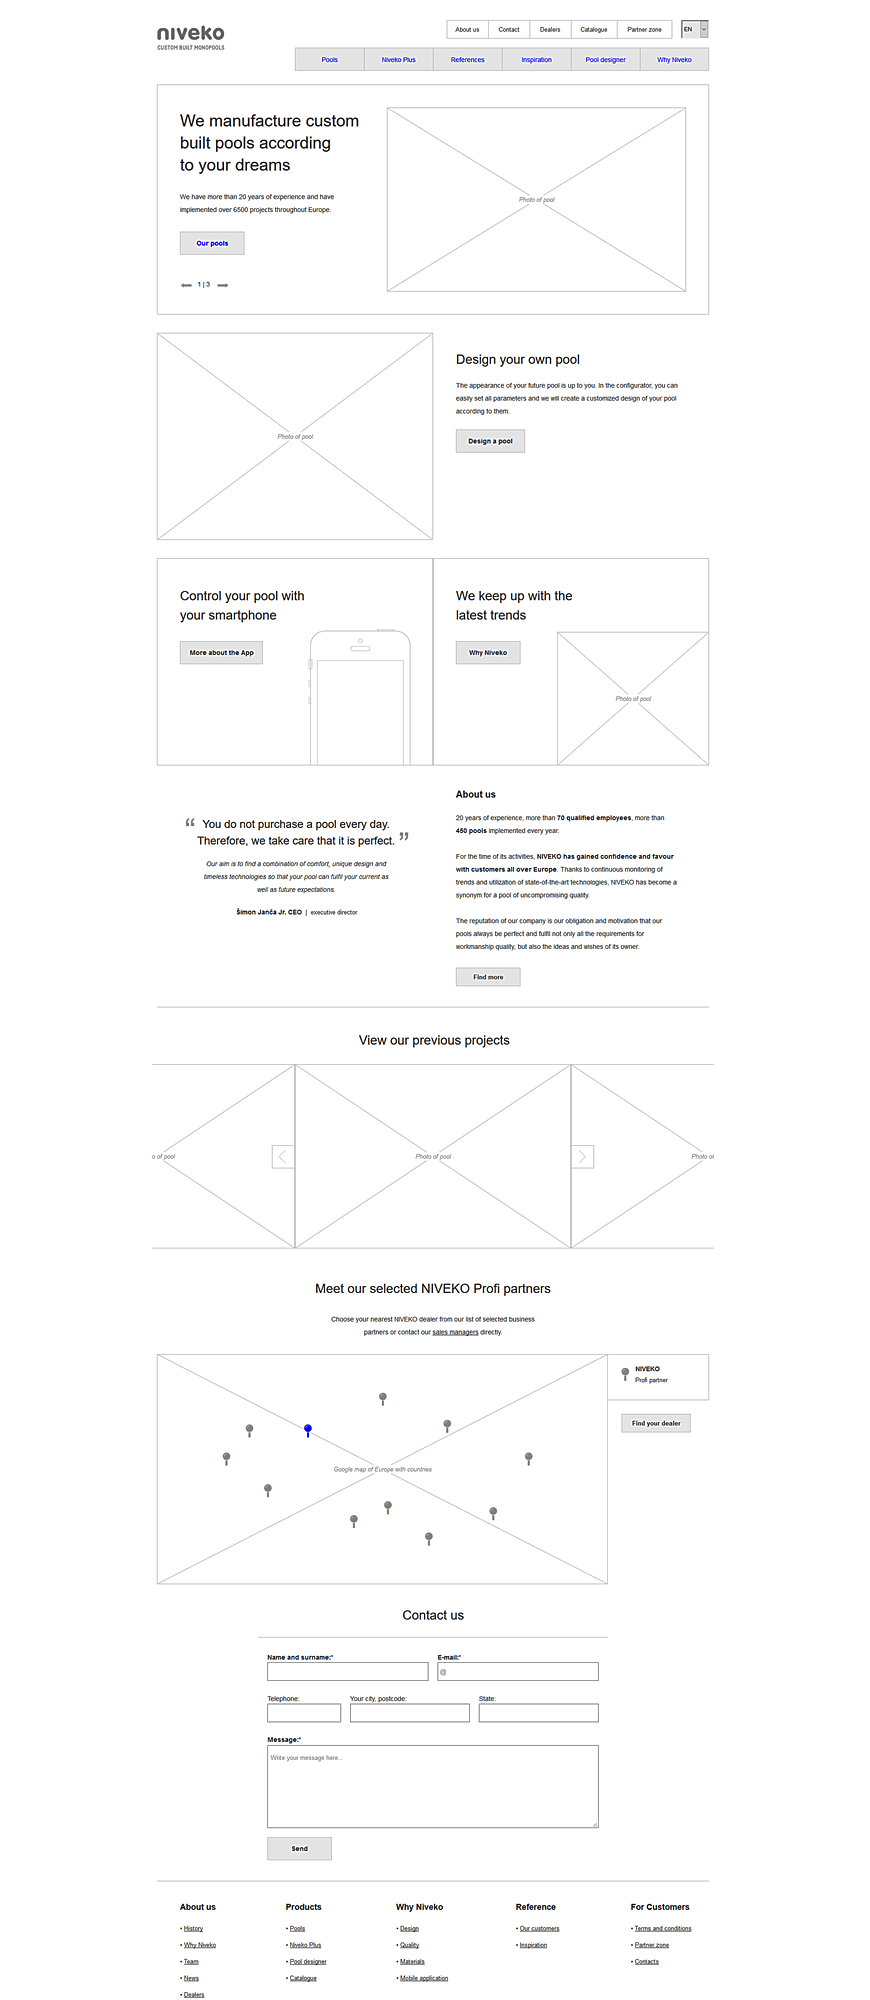 niveko
CUSTOM BUILT MONOPOOLS
About us
Contact
Dealers
Catalogue
Partner zone
EN
Pools
Niveko Plus
References
Inspiration
Pool designer
Why Niveko
We manufacture custom
built pools according
to your dreams
We have more than 20 years of experience and have
implemented over 6500 projects throughout Europe.
Our pools
1 | 3
Photo of pool
Photo of pool
Design your own pool
The appearance of your future pool is up to you. In the configurator, you can
easily set all parameters and we will create a customized design of your pool
according to them.
Design a pool
Control your pool with
your smartphone
More about the App
We keep up with the
latest trends
Why Niveko
Photo of pool
“ You do not purchase a pool every day.
Therefore, we take care that it is perfect. ”
Our aim is to find a combination of comfort, unique design and
timeless technologies so that your pool can fulfil your current as
well as future expectations.
Šimon Janča Jr. CEO | executive director
About us
20 years of experience, more than 70 qualified employees, more than
450 pools implemented every year.
For the time of its activities, NIVEKO has gained confidence and favour
with customers all over Europe. Thanks to continuous monitoring of
trends and utilization of state-of-the-art technologies, NIVEKO has become a
synonym for a pool of uncompromising quality.
The reputation of our company is our obligation and motivation that our
pools always be perfect and fulfil not only all the requirements for
workmanship quality, but also the ideas and wishes of its owner.
Find more
View our previous projects
o of pool
Photo of pool
Photo of
Meet our selected NIVEKO Profi partners
Choose your nearest NIVEKO dealer from our list of selected business
partners or contact our sales managers directly.
Google map of Europe with countries
NIVEKO
Profi partner
Find your dealer
Contact us
Name and surname:*
E-mail:*
@
Telephone:
Your city, postcode:
State:
Message:*
Write your message here...
Send
About us
• History
• Why Niveko
• Team
• News
• Dealers
Products
• Pools
• Niveko Plus
• Pool designer
• Catalogue
Why Niveko
• Design
• Quality
• Materials
• Mobile application
Reference
• Our customers
• Inspiration
For Customers
• Terms and conditions
• Partner zone
• Contacts